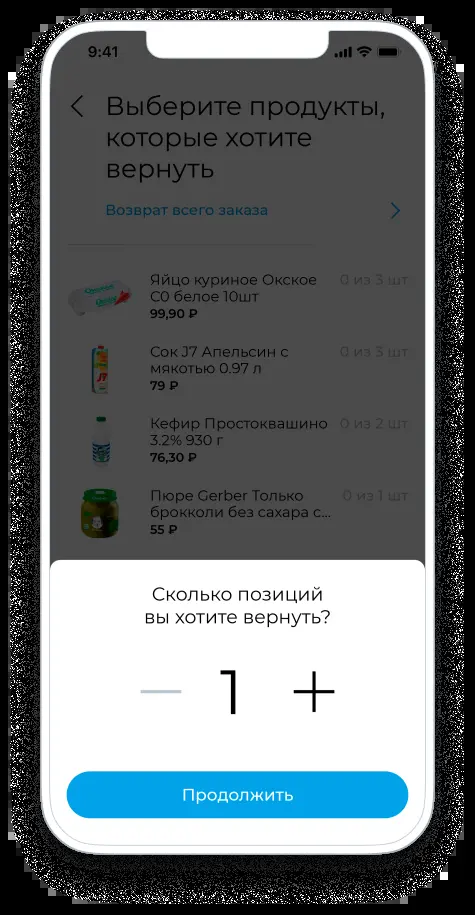 9:41
Выберите продукты,
которые хотите
вернуть
Возврат всего заказа
Яйцо куриное Окское
С0 белое 10шт
99,90 ₽
0 из 3 шт
Сок J7 Апельсин с
мякотью 0.97 л
79 ₽
0 из 3 шт
Кефир Простоквашино
3.2% 930 г
76,30 ₽
0 из 2 шт
Пюре Gerber Только
брокколи без сахара с...
55 ₽
0 из 1 шт
Сколько позиций
вы хотите вернуть?
1
Продолжить